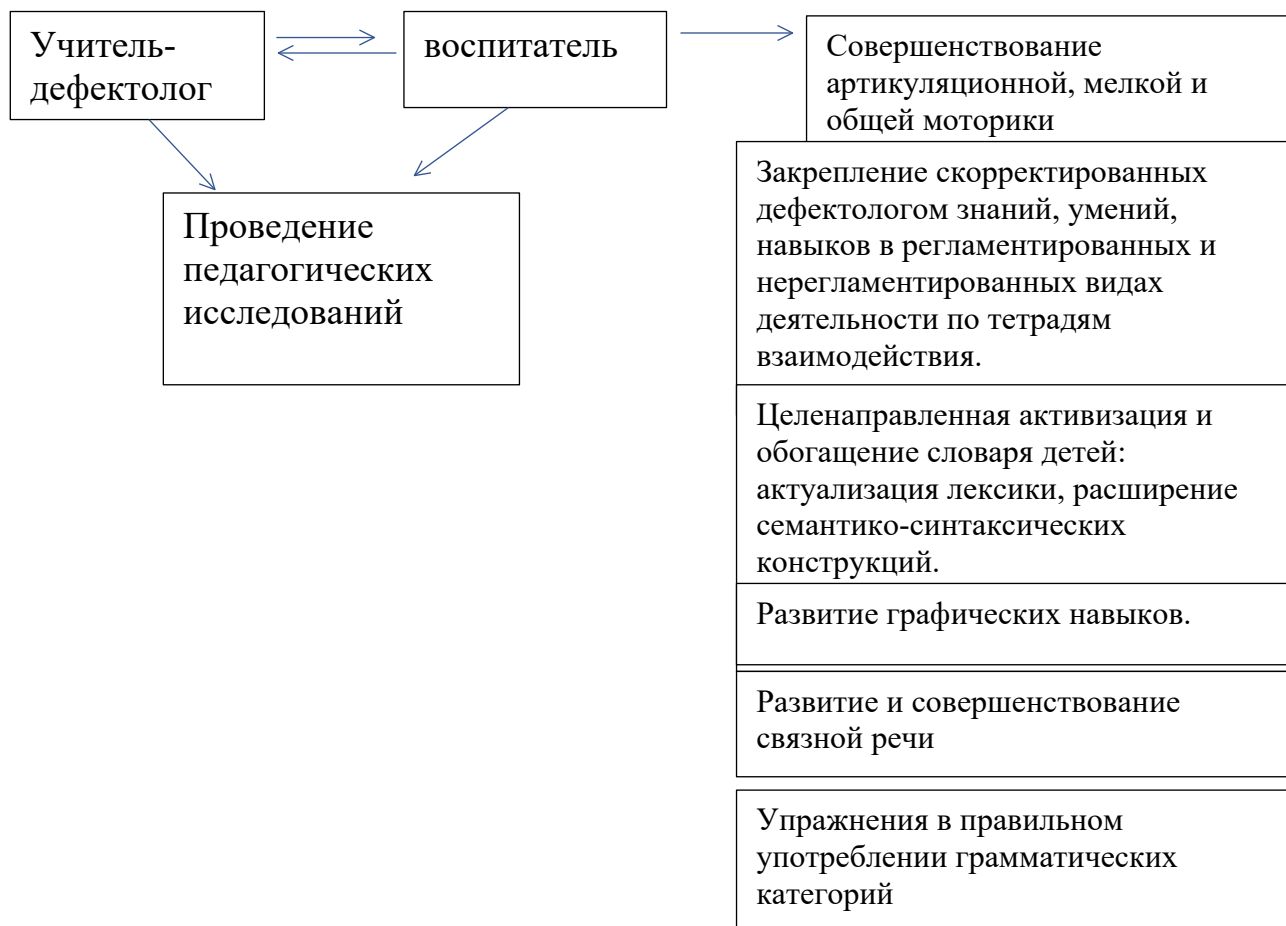 Учитель-
дефектолог
воспитатель
Проведение
педагогических
исследований
Совершенствование
артикуляционной, мелкой и
общей моторики
Закрепление скорректированных
дефектологом знаний, умений,
навыков в регламентированных и
нерегламентированных видах
деятельности по тетрадям
взаимодействия.
Целенаправленная активизация и
обогащение словаря детей:
актуализация лексики, расширение
семантико-синтаксических
конструкций.
Развитие графических навыков.
Развитие и совершенствование
связной речи
Упражнения в правильном
употреблении грамматических
категорий